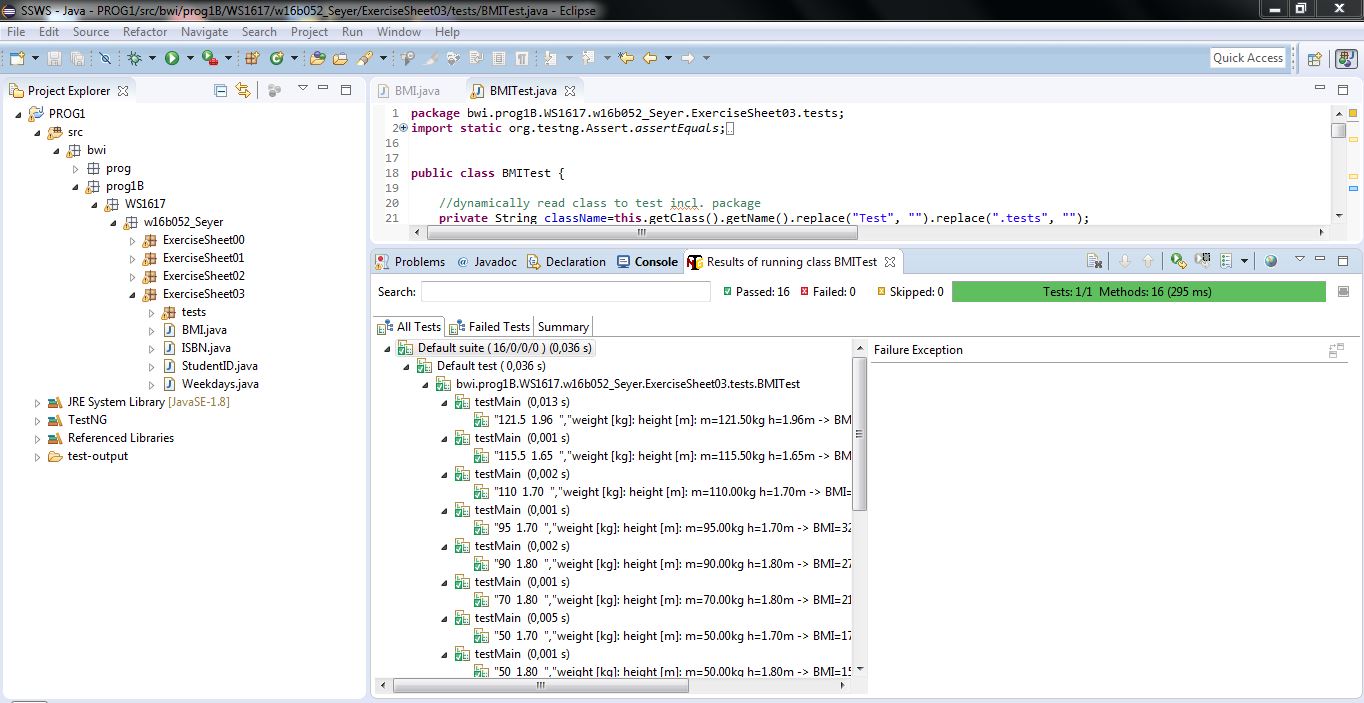 SSWS - Java - PROG1/src/bwi/prog1B/WS1617/w16b052_Seyer/ExerciseSheet03/tests/BMITest.java - Eclipse
File Edit Source Refactor Navigate Search Project Run Window Help
Quick Access
Project Explorer
PROG1
src
bwi
prog
prog1B
WS1617
w16b052_Seyer
ExerciseSheet00
ExerciseSheet01
ExerciseSheet02
ExerciseSheet03
tests
BMI.java
ISBN.java
StudentID.java
Weekdays.java
JRE System Library [JavaSE-1.8]
TestNG
Referenced Libraries
test-output
BMI.java BMITest.java
1 package bwi.prog1B.WS1617.w16b052_Seyer.ExerciseSheet03.tests;
2 import static org.testng.Assert.assertEquals;
16
17
18 public class BMITest {
19
20 //dynamically read class to test incl. package
21 private String className=this.getClass().getName().replace("Test", "").replace(".tests", "");
Problems @ Javadoc Declaration Console Results of running class BMITest
Search: Passed: 16 Failed: 0 Skipped: 0 Tests: 1/1 Methods: 16 (295 ms)
All Tests Failed Tests Summary
Default suite ( 16/0/0/0 ) (0,036 s)
Default test ( 0,036 s)
bwi.prog1B.WS1617.w16b052_Seyer.ExerciseSheet03.tests.BMITest
testMain (0,013 s)
"121.5 1.96 ","weight [kg]: height [m]: m=121.50kg h=1.96m -> BM
testMain (0,001 s)
"115.5 1.65 ","weight [kg]: height [m]: m=115.50kg h=1.65m -> BM
testMain (0,002 s)
"110 1.70 ","weight [kg]: height [m]: m=110.00kg h=1.70m -> BMI=
testMain (0,001 s)
"95 1.70 ","weight [kg]: height [m]: m=95.00kg h=1.70m -> BMI=32
testMain (0,002 s)
"90 1.80 ","weight [kg]: height [m]: m=90.00kg h=1.80m -> BMI=27
testMain (0,001 s)
"70 1.80 ","weight [kg]: height [m]: m=70.00kg h=1.80m -> BMI=21
testMain (0,005 s)
"50 1.70 ","weight [kg]: height [m]: m=50.00kg h=1.70m -> BMI=17
testMain (0,001 s)
"50 1.80 ","weight [kg]: height [m]: m=50.00kg h=1.80m -> BMI=15
Failure Exception